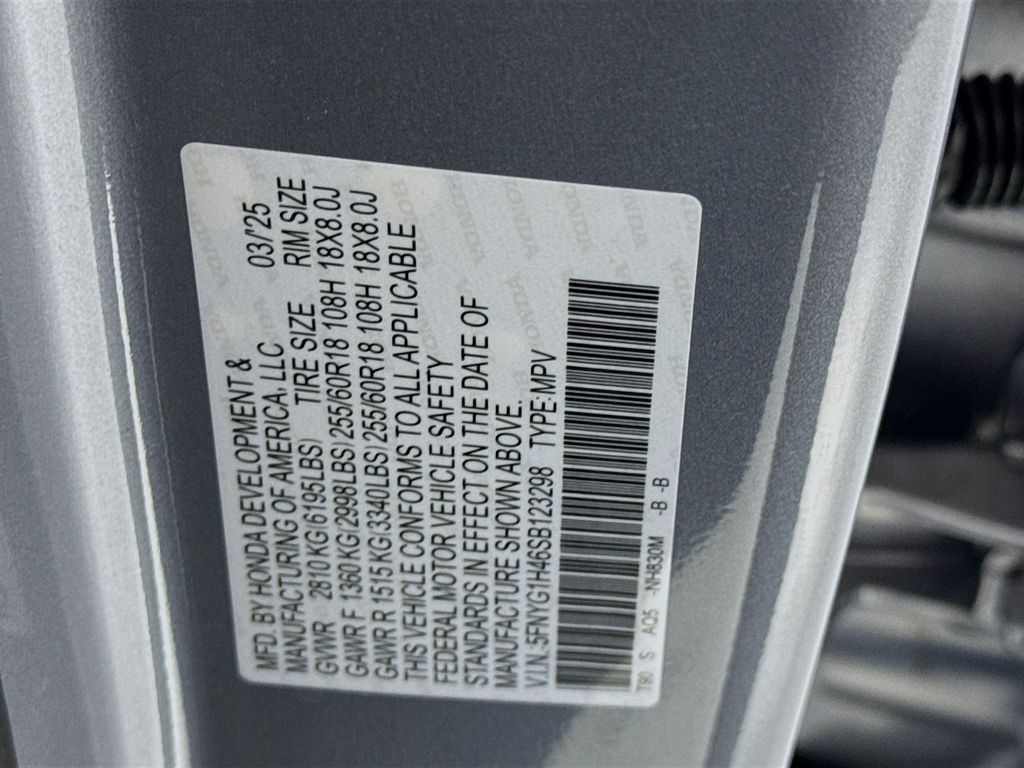 MFD. BY HONDA DEVELOPMENT & 03/'25
MANUFACTURING OF AMERICA, LLC
GVWR 2810 KG(6195LBS) TIRE SIZE RIM SIZE
GAWR F 1360 KG(2998LBS) 255/60R18 108H 18X8.0J
GAWR R 1515 KG(3340LBS) 255/60R18 108H 18X8.0J
THIS VEHICLE CONFORMS TO ALL APPLICABLE
FEDERAL MOTOR VEHICLE SAFETY
STANDARDS IN EFFECT ON THE DATE OF
MANUFACTURE SHOWN ABOVE.
V.I.N. :5FNYG1H46SB123298 TYPE:MPV
T90 S AQ5 -NH830M -B -B